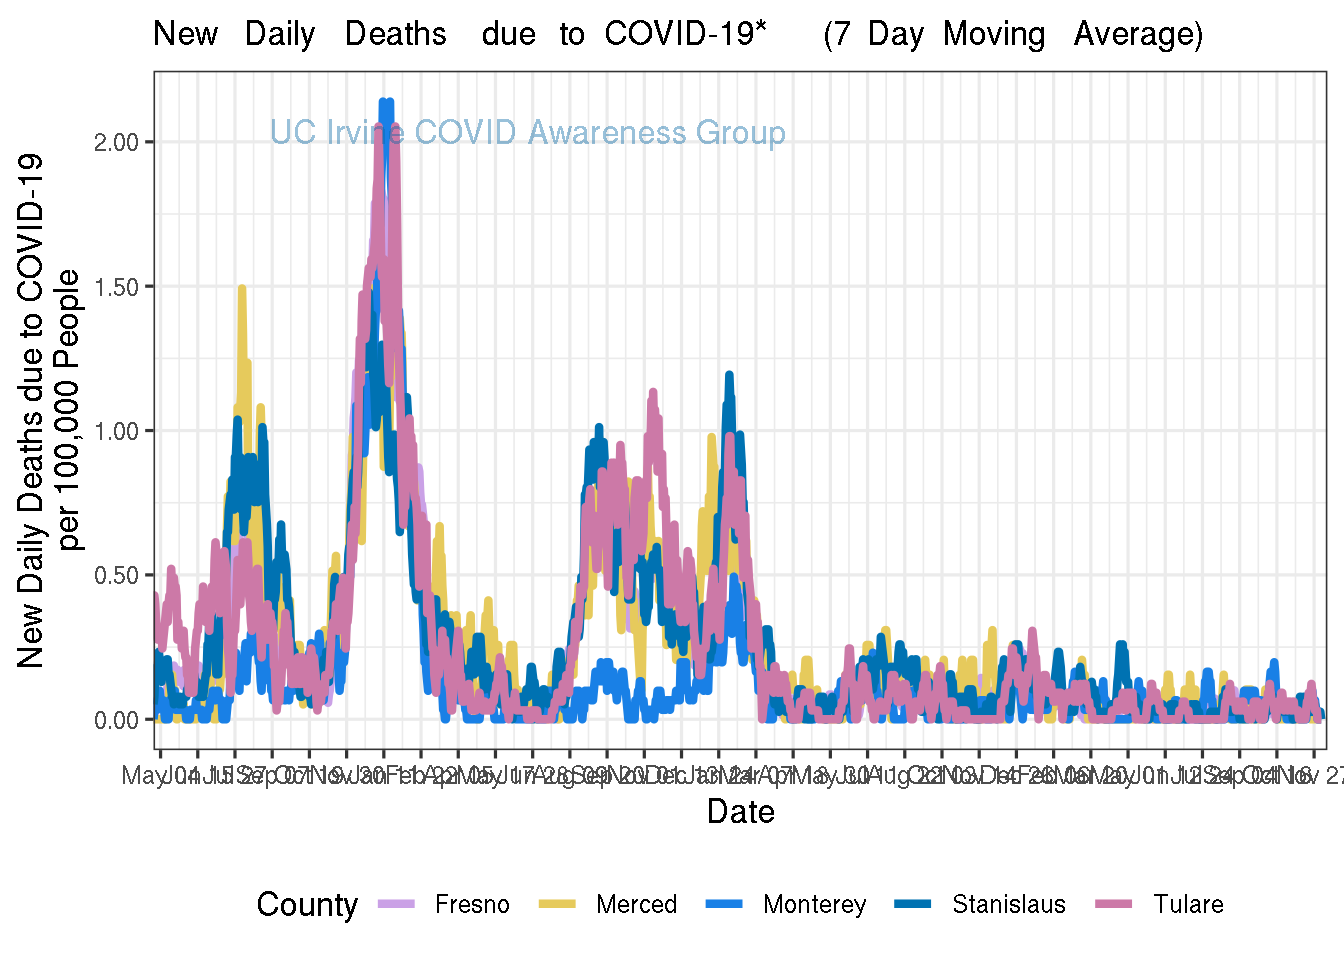 New Daily Deaths due to COVID-19* (7 Day Moving Average)
UC Irvine COVID Awareness Group
New Daily Deaths due to COVID-19
per 100,000 People
2.00
1.50
1.00
0.50
0.00
May 04
Date
County Fresno Merced Monterey Stanislaus Tulare